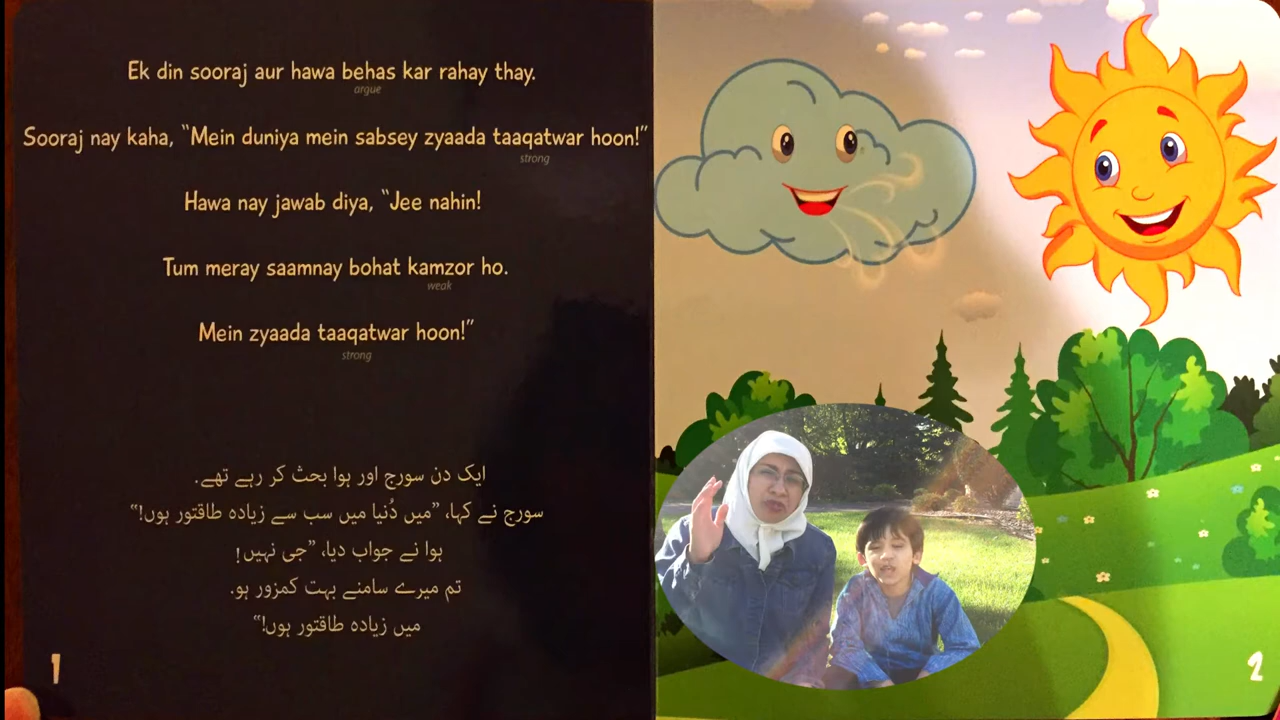 Ek din sooraj aur hawa behas kar rahay thay.
argue
Sooraj nay kaha, “Mein duniya mein sabsey zyaada taaqatwar hoon!”
strong
Hawa nay jawab diya, “Jee nahin!
Tum meray saamnay bohat kamzor ho.
weak
Mein zyaada taaqatwar hoon!”
strong
ایک دن سورج اور ہوا بحث کر رہے تھے.
سورج نے کہا، ”میں دُنیا میں سب سے زیادہ طاقتور ہوں!“
ہوا نے جواب دیا، ”جی نہیں!
تم میرے سامنے بہت کمزور ہو.
میں زیادہ طاقتور ہوں!“
1
2